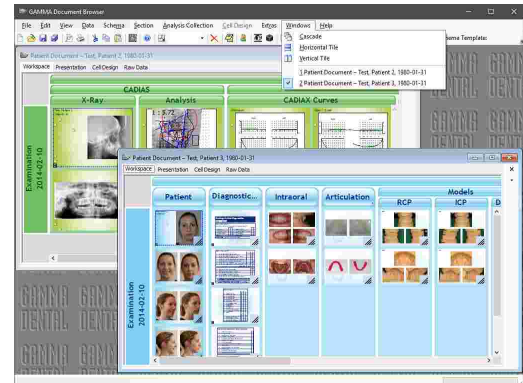 GAMMA Document Browser
File Edit View Data Schema Section Analysis Collection Cell Design Extras Windows Help
Cascade
Horizontal Tile
Vertical Tile
1 Patient Document – Test, Patient 2, 1980-01-31
2 Patient Document – Test, Patient 3, 1980-01-31
ema Template:
Patient Document – Test, Patient 2, 1980-01-31
Workspace Presentation Cell Design Raw Data
CADIAS
X-Ray Analysis CADIAX Curves
Examination
2014-02-10
Patient Document – Test, Patient 3, 1980-01-31
Workspace Presentation Cell Design Raw Data
Patient Diagnostic... Intraoral Articulation Models
RCP ICP D
Examination
2014-02-10
GAMMA
DENTAL